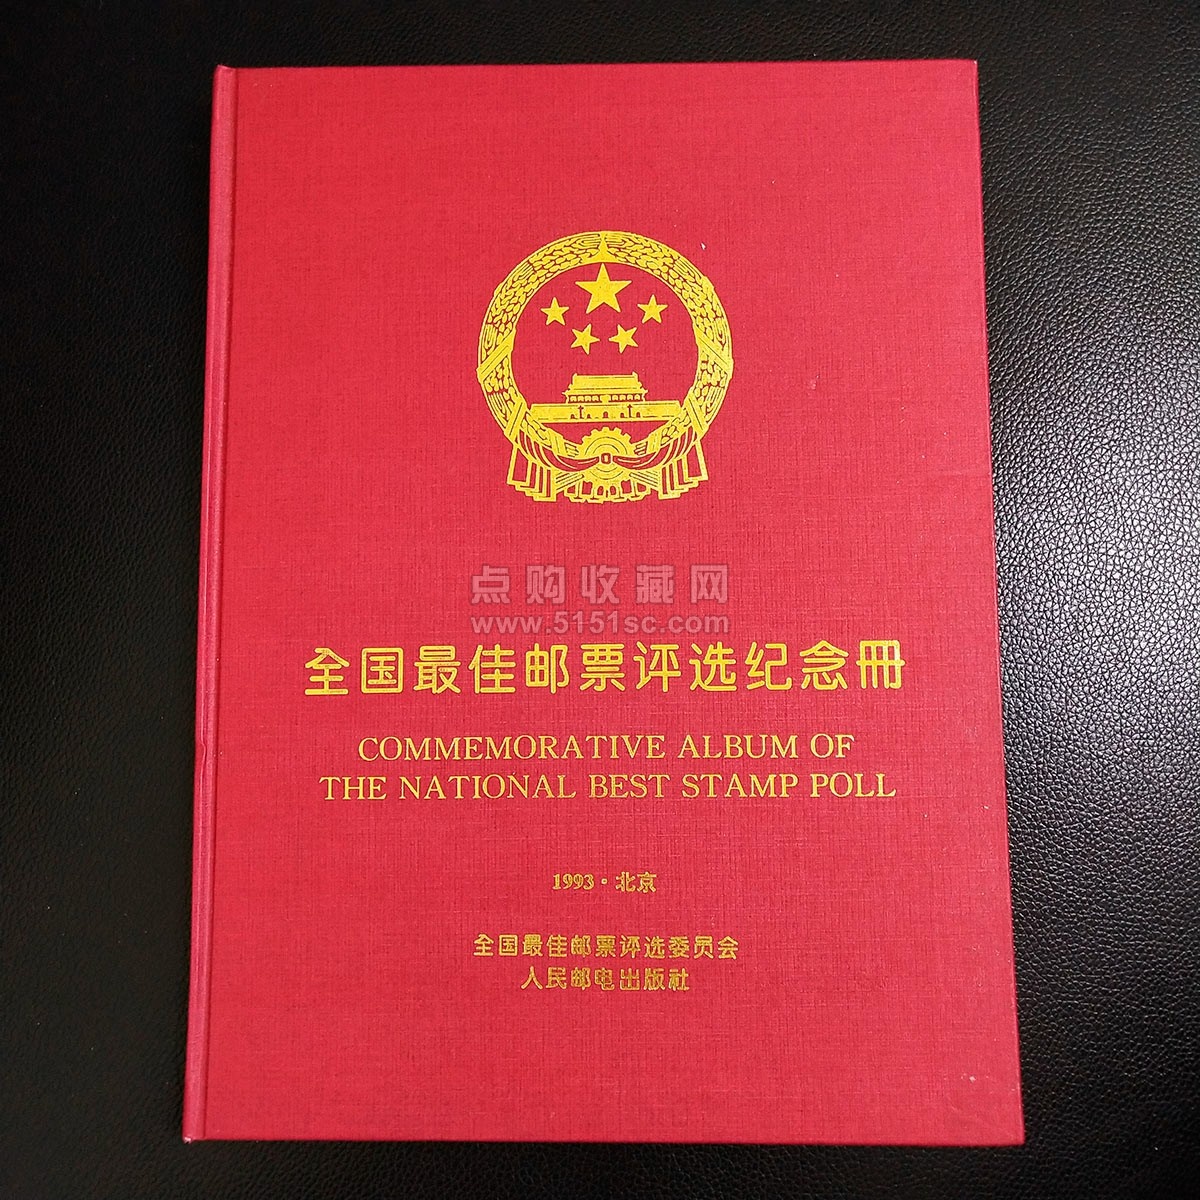 点购收藏网
www.5151sc.com
全国最佳邮票评选纪念冊
COMMEMORATIVE ALBUM OF
THE NATIONAL BEST STAMP POLL
1993·北京
全国最佳邮票评选委员会
人民邮电出版社